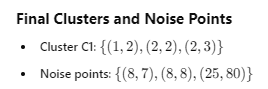 Final Clusters and Noise Points
• Cluster C1: {(1, 2), (2, 2), (2, 3)}
• Noise points: {(8, 7), (8, 8), (25, 80)}